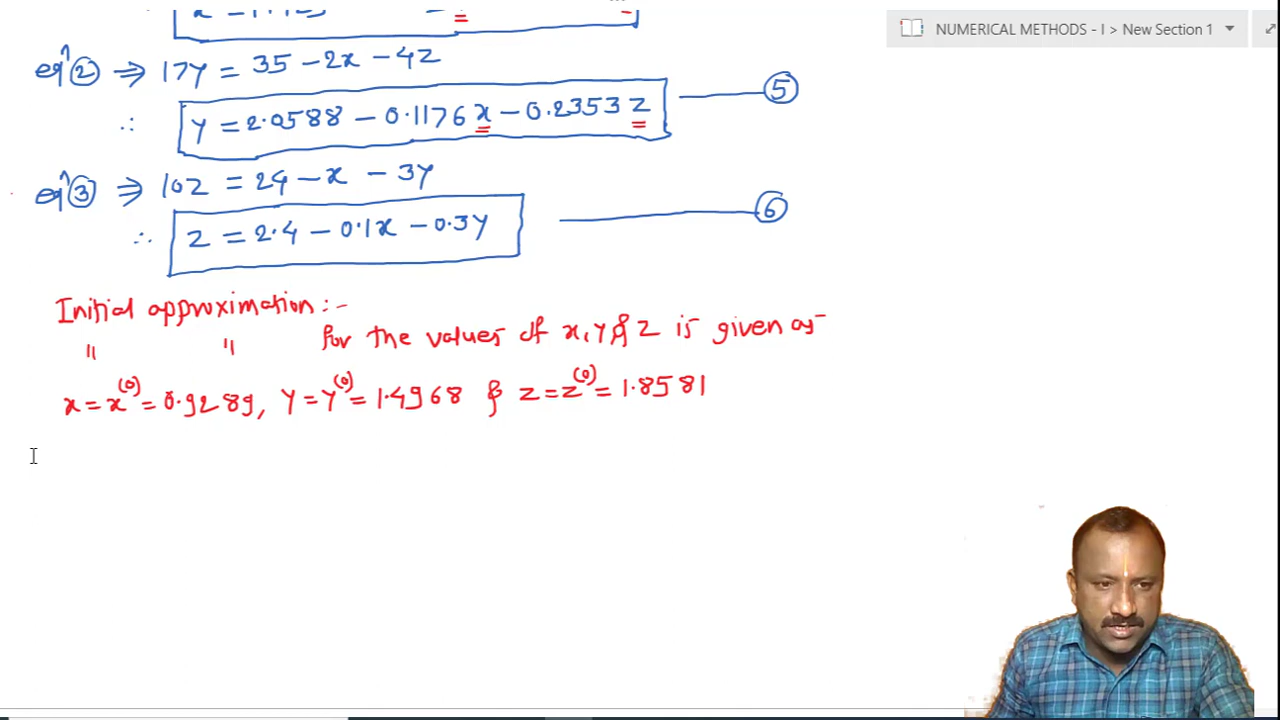 NUMERICAL METHODS - I > New Section 1
eqⁿ ② ⇒ 17y = 35 - 2x - 4z
∴ y = 2.0588 - 0.1176 x - 0.2353 z ⑤
eqⁿ ③ ⇒ 10z = 24 - x - 3y
∴ z = 2.4 - 0.1x - 0.3y ⑥
Initial approximation :-
" " for the values of x, y & z is given as
x = x⁽⁰⁾ = 0.9289, y = y⁽⁰⁾ = 1.4968 & z = z⁽⁰⁾ = 1.8581